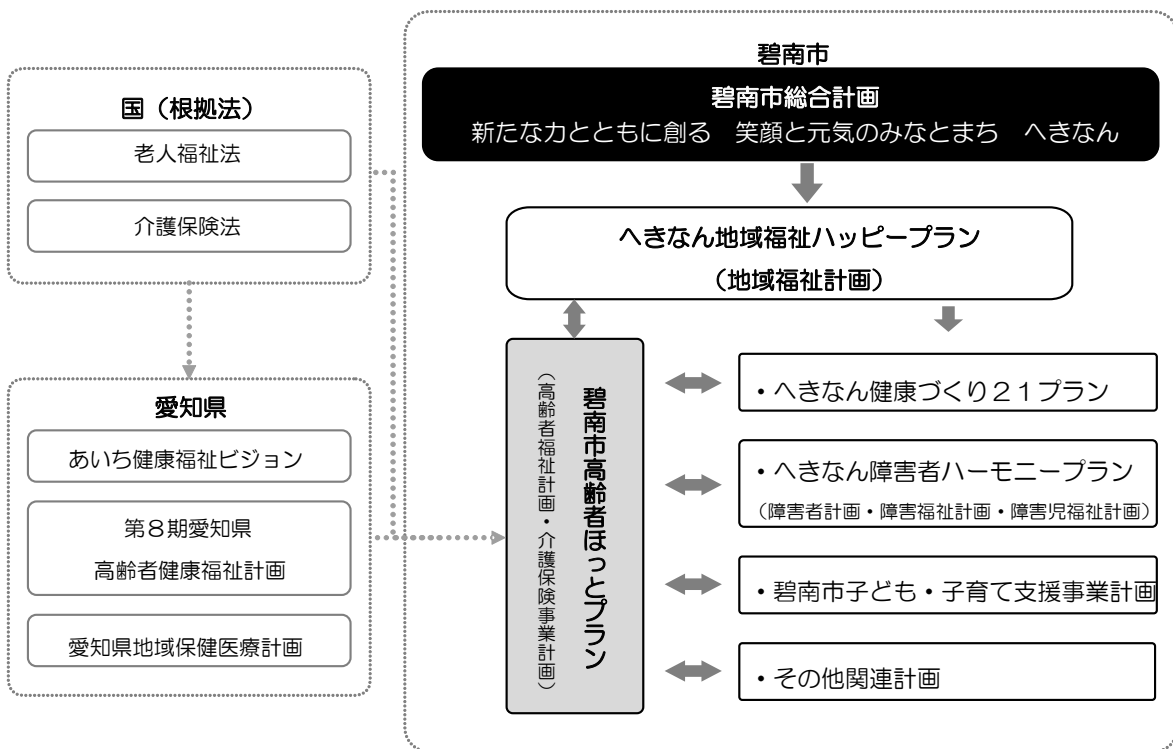 国（根拠法）
老人福祉法
介護保険法
愛知県
あいち健康福祉ビジョン
第８期愛知県
高齢者健康福祉計画
愛知県地域保健医療計画
碧南市
碧南市総合計画
新たな力とともに創る　笑顔と元気のみなとまち　へきなん
へきなん地域福祉ハッピープラン
（地域福祉計画）
碧南市高齢者ほっとプラン
（高齢者福祉計画・介護保険事業計画）
・へきなん健康づくり２１プラン
・へきなん障害者ハーモニープラン
（障害者計画・障害福祉計画・障害児福祉計画）
・碧南市子ども・子育て支援事業計画
・その他関連計画